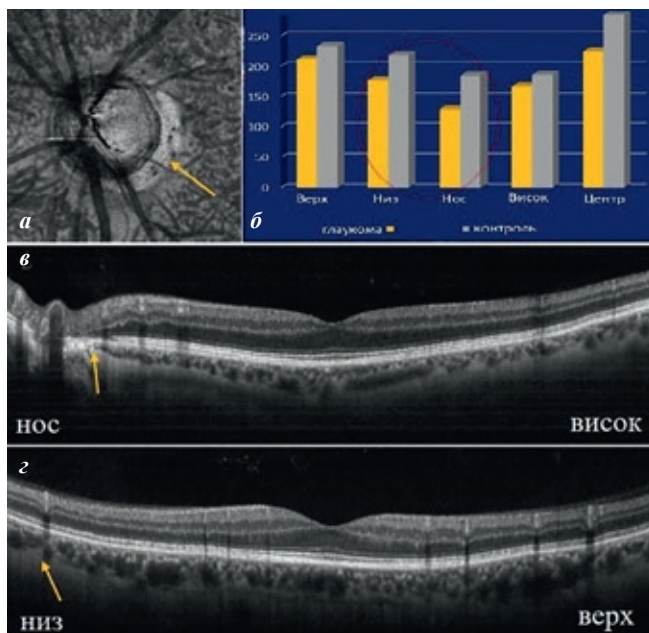 а
б
250
200
150
100
50
0
Верх Низ Нос Висок Центр
глаукома контроль
в
нос висок
г
низ верх